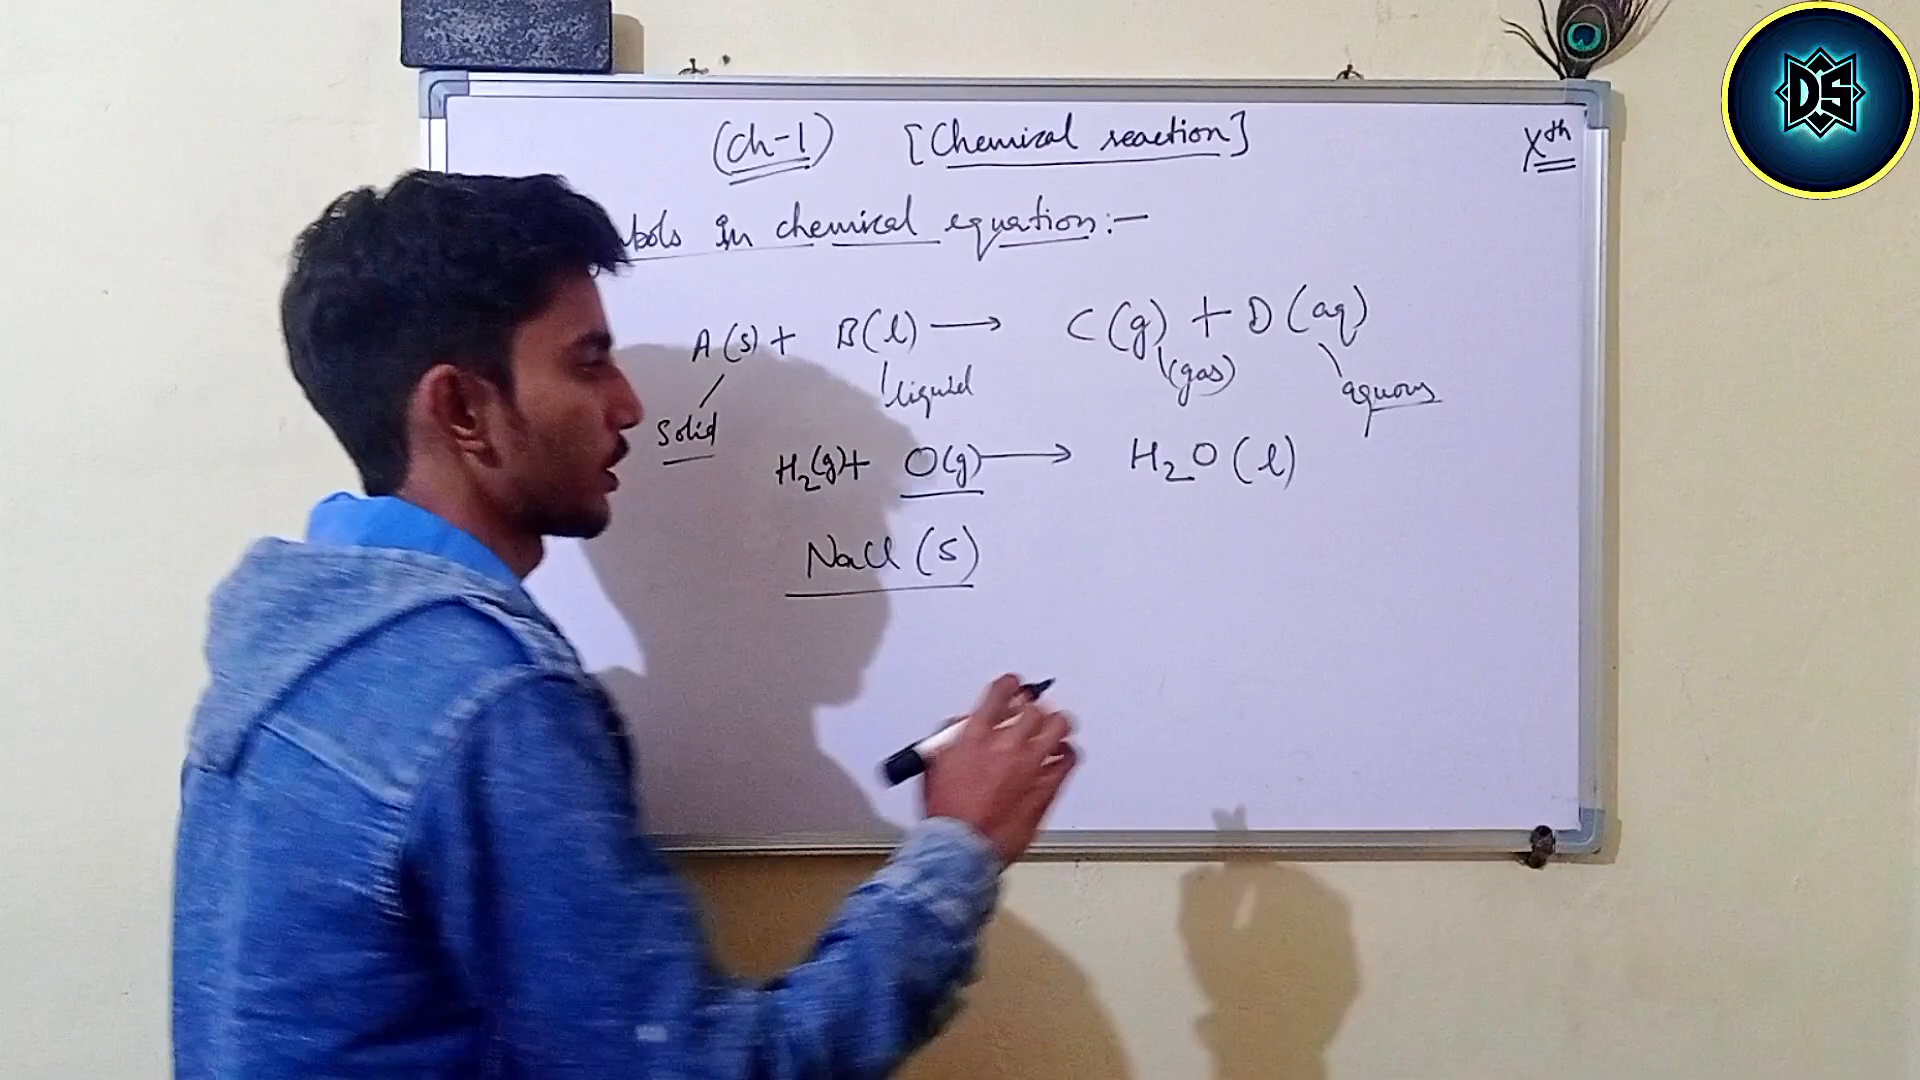 (Ch-1) [Chemical reaction] Xth
bols in chemical equation:-
A(s) + B(l) → C(g) + D(aq)
Solid liquid (gas) aquous
H₂(g) + O(g) → H₂O(l)
NaCl (s)
DS